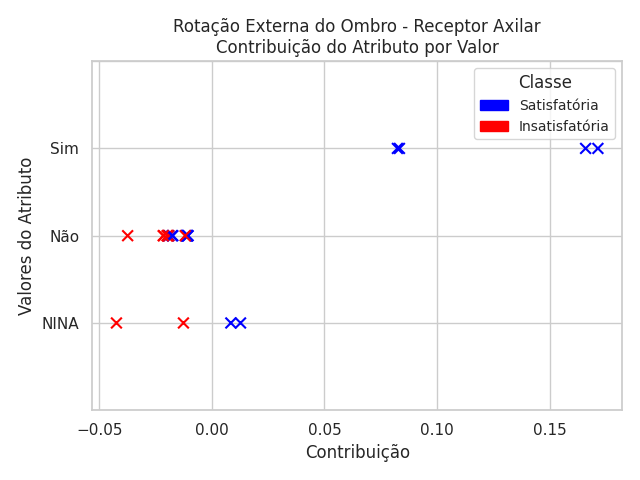 Rotação Externa do Ombro - Receptor Axilar
Contribuição do Atributo por Valor
Classe
Satisfatória
Insatisfatória
Valores do Atributo
Sim
Não
NINA
−0.05
0.00
0.05
0.10
0.15
Contribuição